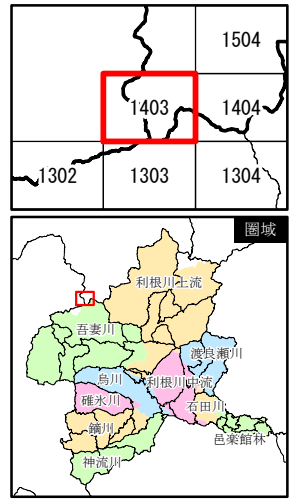 1504
1403
1404
1302
1303
1304
圏域
利根川上流
吾妻川
渡良瀬川
烏川
利根川中流
碓氷川
石田川
鏑川
邑楽館林
神流川